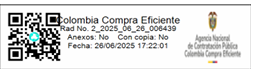 Colombia Compra Eficiente
Rad No. 2_2025_06_26_006439
Anexos: No Con copia: No
Fecha: 26/06/2025 17:22:01
Agencia Nacional
de Contratación Pública
Colombia Compra Eficiente